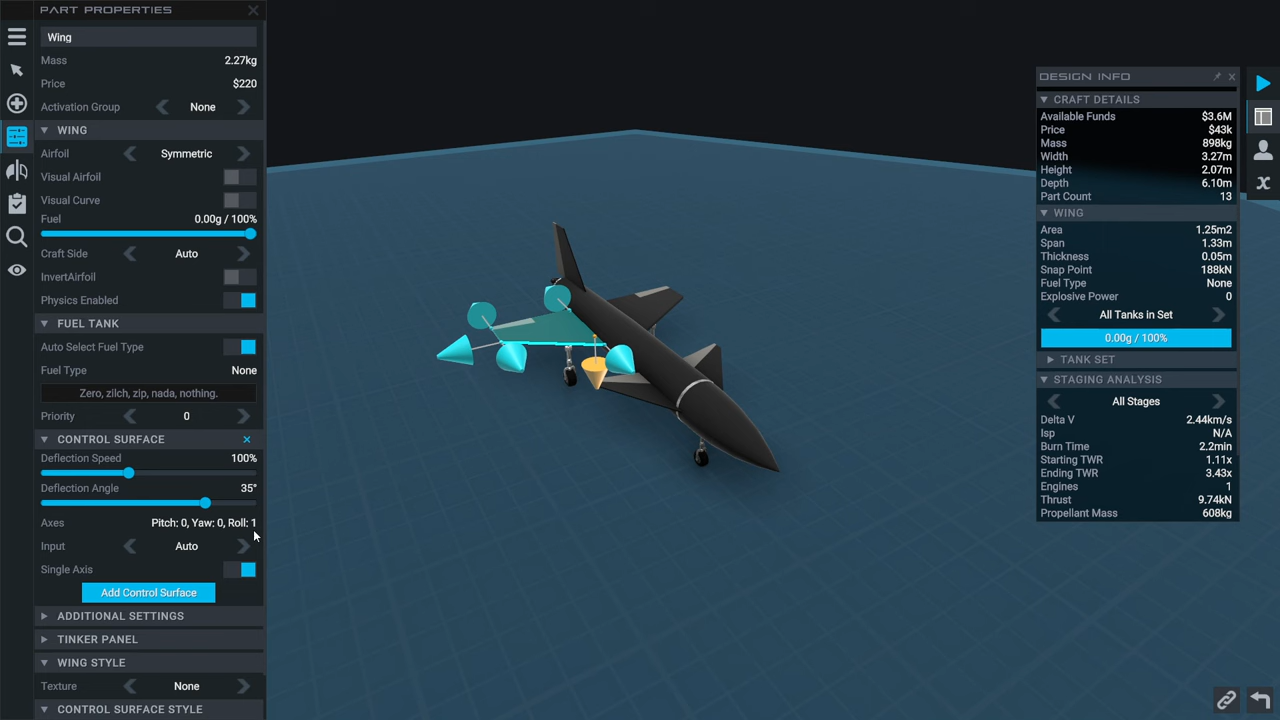 PART PROPERTIES
Wing
Mass 2.27kg
Price $220
Activation Group None
WING
Airfoil Symmetric
Visual Airfoil
Visual Curve
Fuel 0.00g / 100%
Craft Side Auto
InvertAirfoil
Physics Enabled
FUEL TANK
Auto Select Fuel Type
Fuel Type None
Zero, zilch, zip, nada, nothing.
Priority 0
CONTROL SURFACE
Deflection Speed 100%
Deflection Angle 35°
Axes Pitch: 0, Yaw: 0, Roll: 1
Input Auto
Single Axis
Add Control Surface
ADDITIONAL SETTINGS
TINKER PANEL
WING STYLE
Texture None
CONTROL SURFACE STYLE
DESIGN INFO
CRAFT DETAILS
Available Funds $3.6M
Price $43k
Mass 898kg
Width 3.27m
Height 2.07m
Depth 6.10m
Part Count 13
WING
Area 1.25m2
Span 1.33m
Thickness 0.05m
Snap Point 188kN
Fuel Type None
Explosive Power 0
All Tanks in Set
0.00g / 100%
TANK SET
STAGING ANALYSIS
All Stages
Delta V 2.44km/s
Isp N/A
Burn Time 2.2min
Starting TWR 1.11x
Ending TWR 3.43x
Engines 1
Thrust 9.74kN
Propellant Mass 608kg